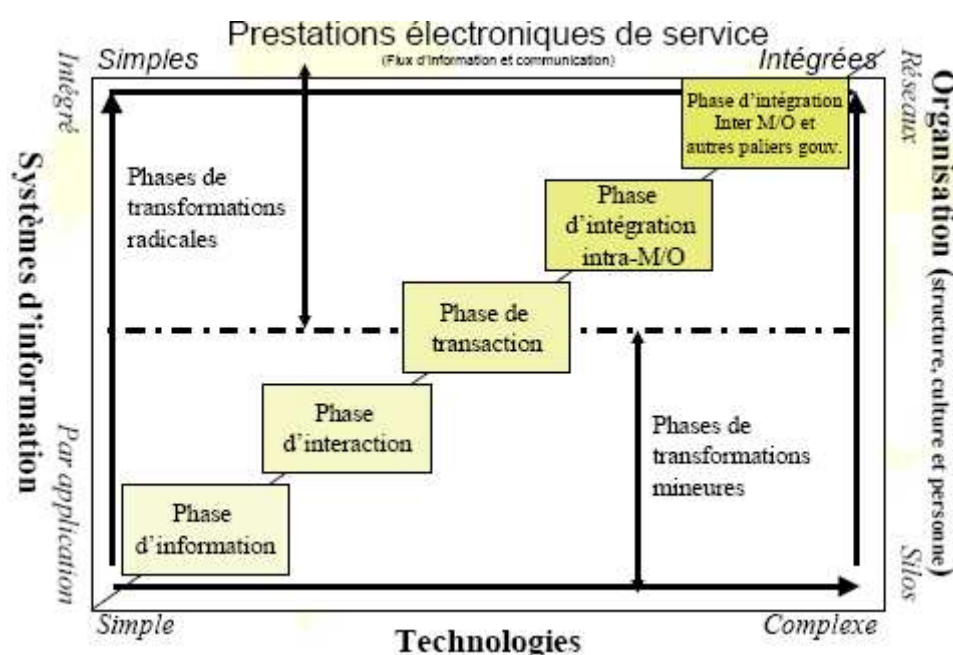 Prestations électroniques de service
(Flux d'information et communication)
Simples
Intégrées
Intégré
Réseaux
Phase d'intégration
Inter M/O et
autres paliers gouv.
Phases de
transformations
radicales
Phase
d'intégration
intra-M/O
Systèmes d'information
Organisation (structure, culture et personne)
Phase de
transaction
Phase
d'interaction
Phases de
transformations
mineures
Par application
Silos
Phase
d'information
Simple
Complexe
Technologies